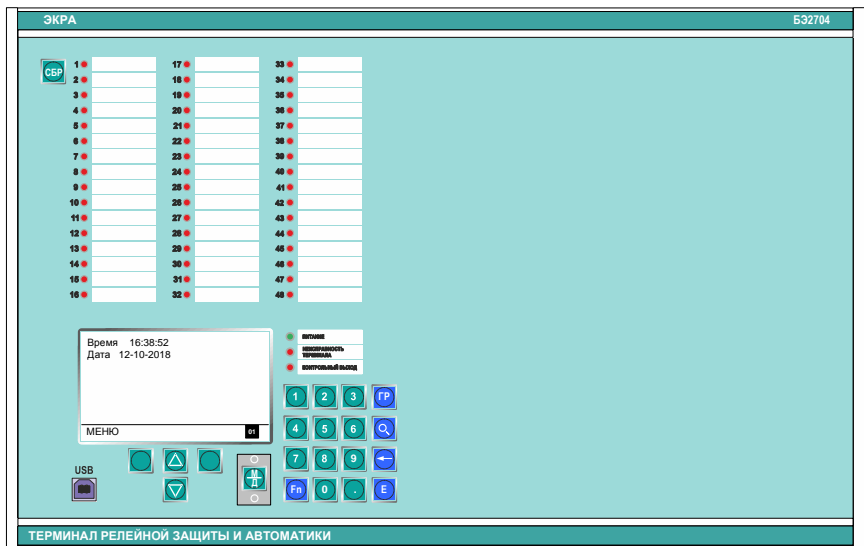 ЭКРА БЭ2704
СБР
1 17 33
2 18 34
3 19 35
4 20 36
5 21 37
6 22 38
7 23 39
8 24 40
9 25 41
10 26 42
11 27 43
12 28 44
13 29 45
14 30 46
15 31 47
16 32 48
Время 16:38:52
Дата 12-10-2018
МЕНЮ 01
ПИТАНИЕ
НЕИСПРАВНОСТЬ
ТЕРМИНАЛА
КОНТРОЛЬНЫЙ ВЫХОД
1 2 3 ГР
4 5 6
7 8 9
Fn 0 . E
USB
ТЕРМИНАЛ РЕЛЕЙНОЙ ЗАЩИТЫ И АВТОМАТИКИ